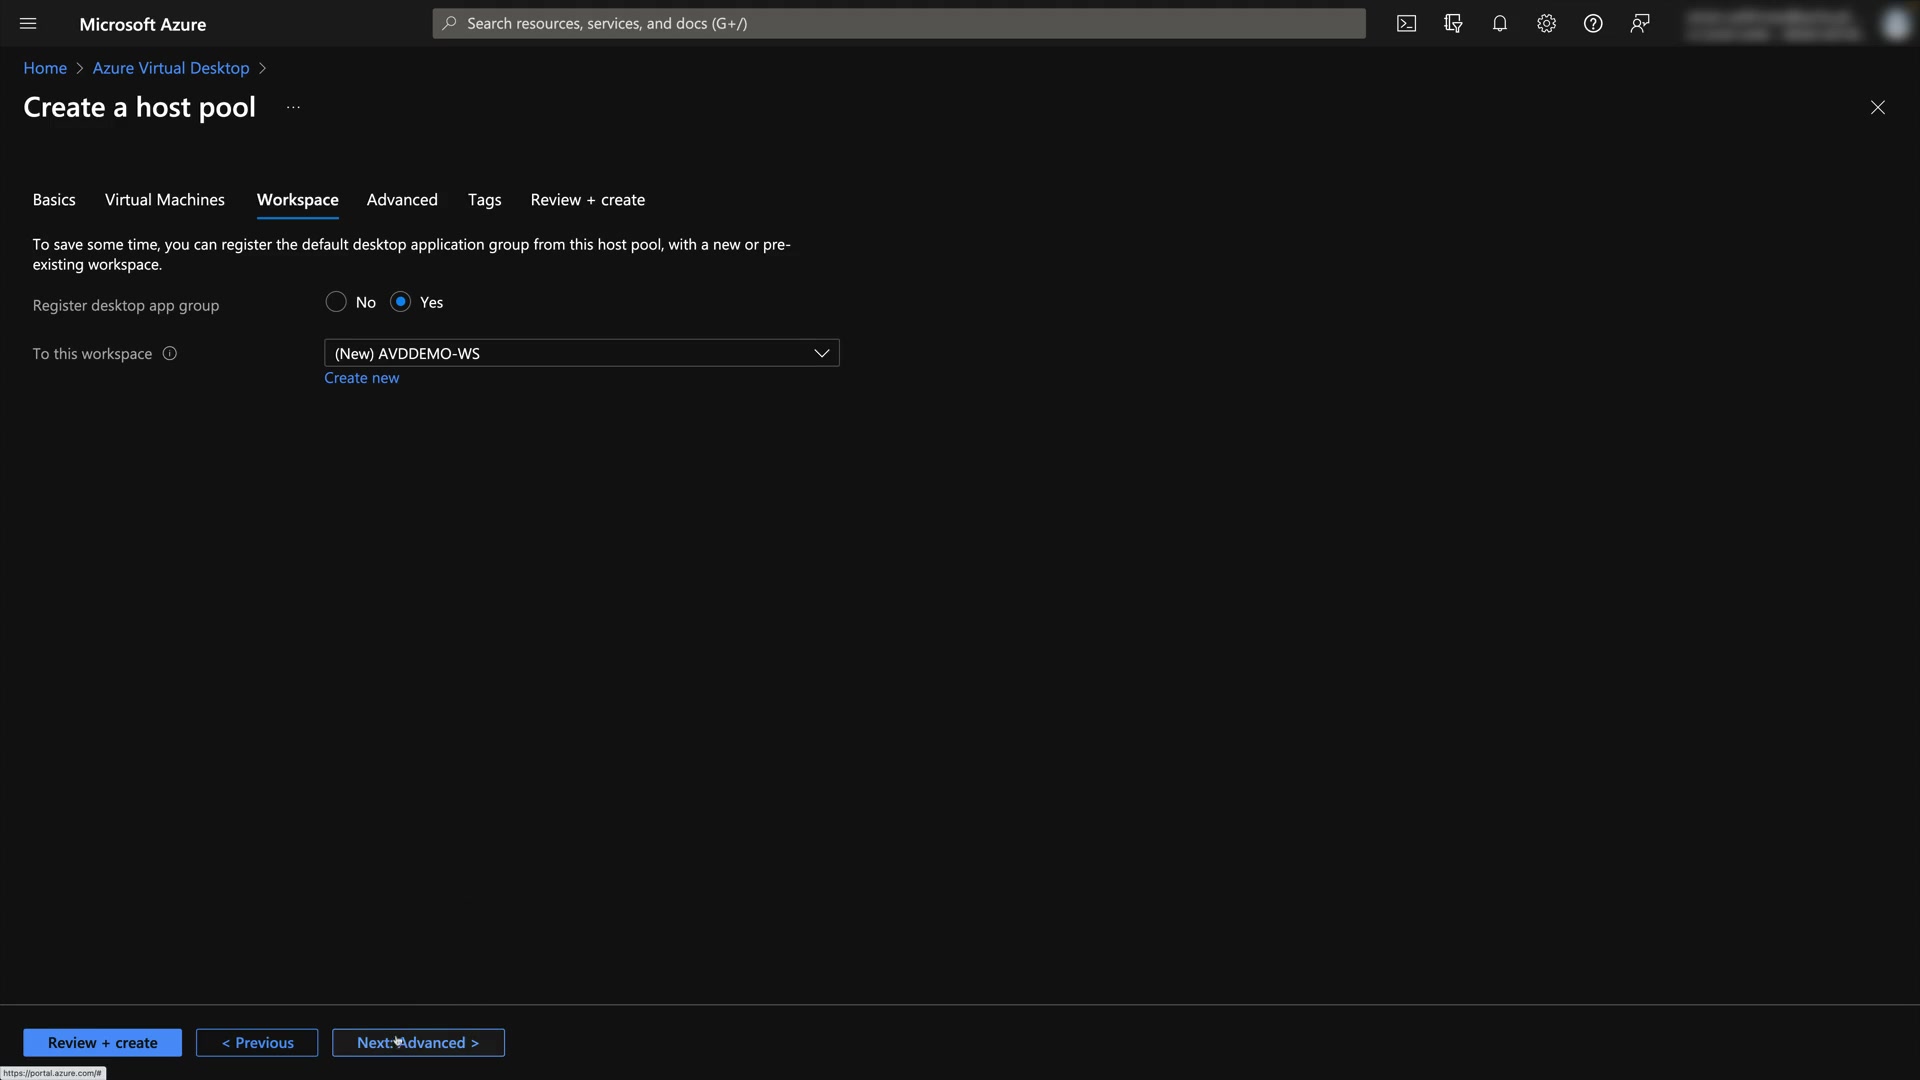 Microsoft Azure
Search resources, services, and docs (G+/)
Home > Azure Virtual Desktop >
Create a host pool ...
Basics Virtual Machines Workspace Advanced Tags Review + create
To save some time, you can register the default desktop application group from this host pool, with a new or pre-
existing workspace.
Register desktop app group No Yes
To this workspace (New) AVDDEMO-WS
Create new
Review + create < Previous Next: Advanced >
https://portal.azure.com/#